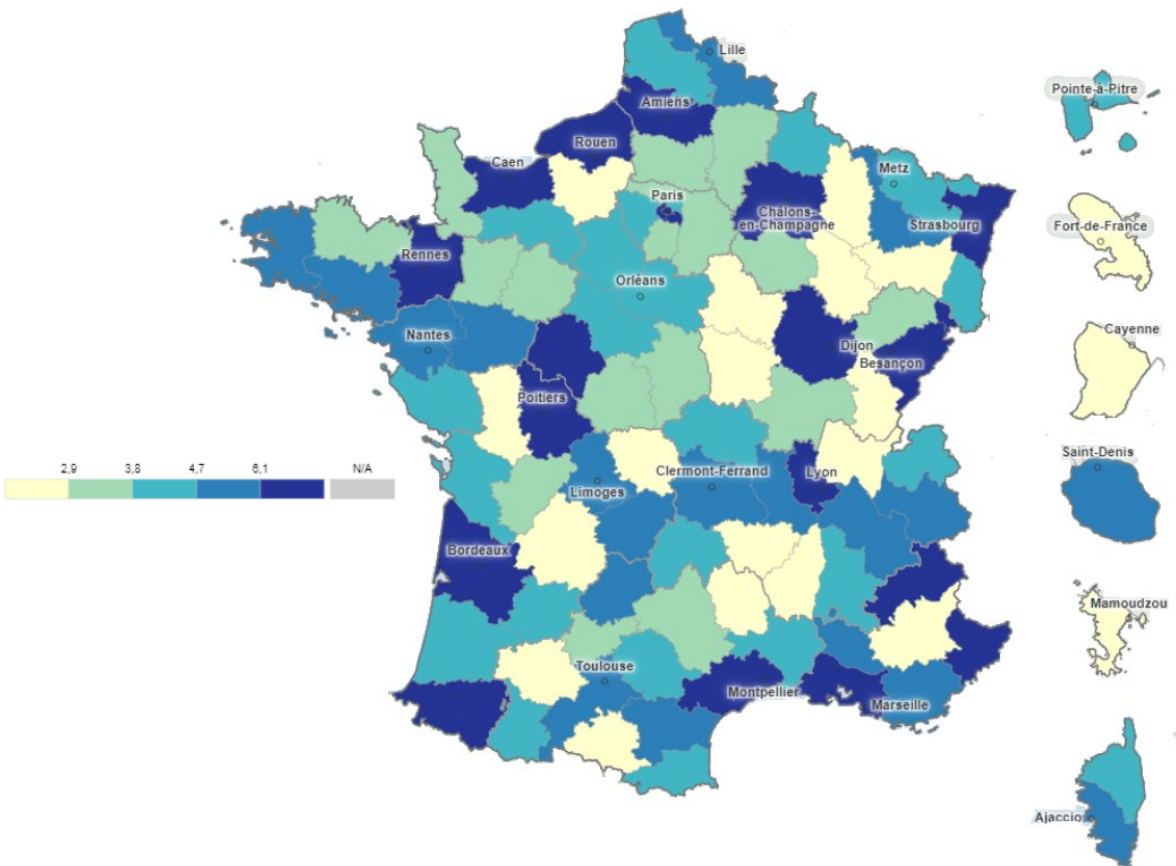 Lille
Pointe-à-Pitre
Amiens
Rouen
Caen
Metz
Paris
Châlons-
en-Champagne
Strasbourg
Fort-de-France
Rennes
Orléans
Nantes
Dijon
Besançon
Cayenne
Poitiers
Saint-Denis
2,9 3,8 4,7 6,1 N/A
Clermont-Ferrand
Lyon
Limoges
Bordeaux
Mamoudzou
Toulouse
Montpellier
Marseille
Ajaccio